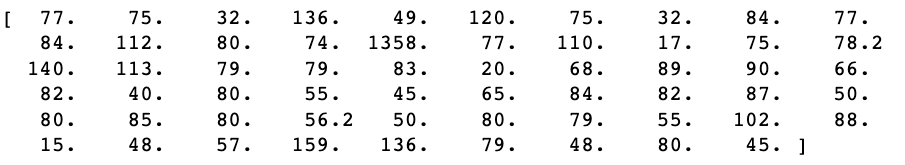 [ 77. 75. 32. 136. 49. 120. 75. 32. 84. 77.
84. 112. 80. 74. 1358. 77. 110. 17. 75. 78.2
140. 113. 79. 79. 83. 20. 68. 89. 90. 66.
82. 40. 80. 55. 45. 65. 84. 82. 87. 50.
80. 85. 80. 56.2 50. 80. 79. 55. 102. 88.
15. 48. 57. 159. 136. 79. 48. 80. 45. ]